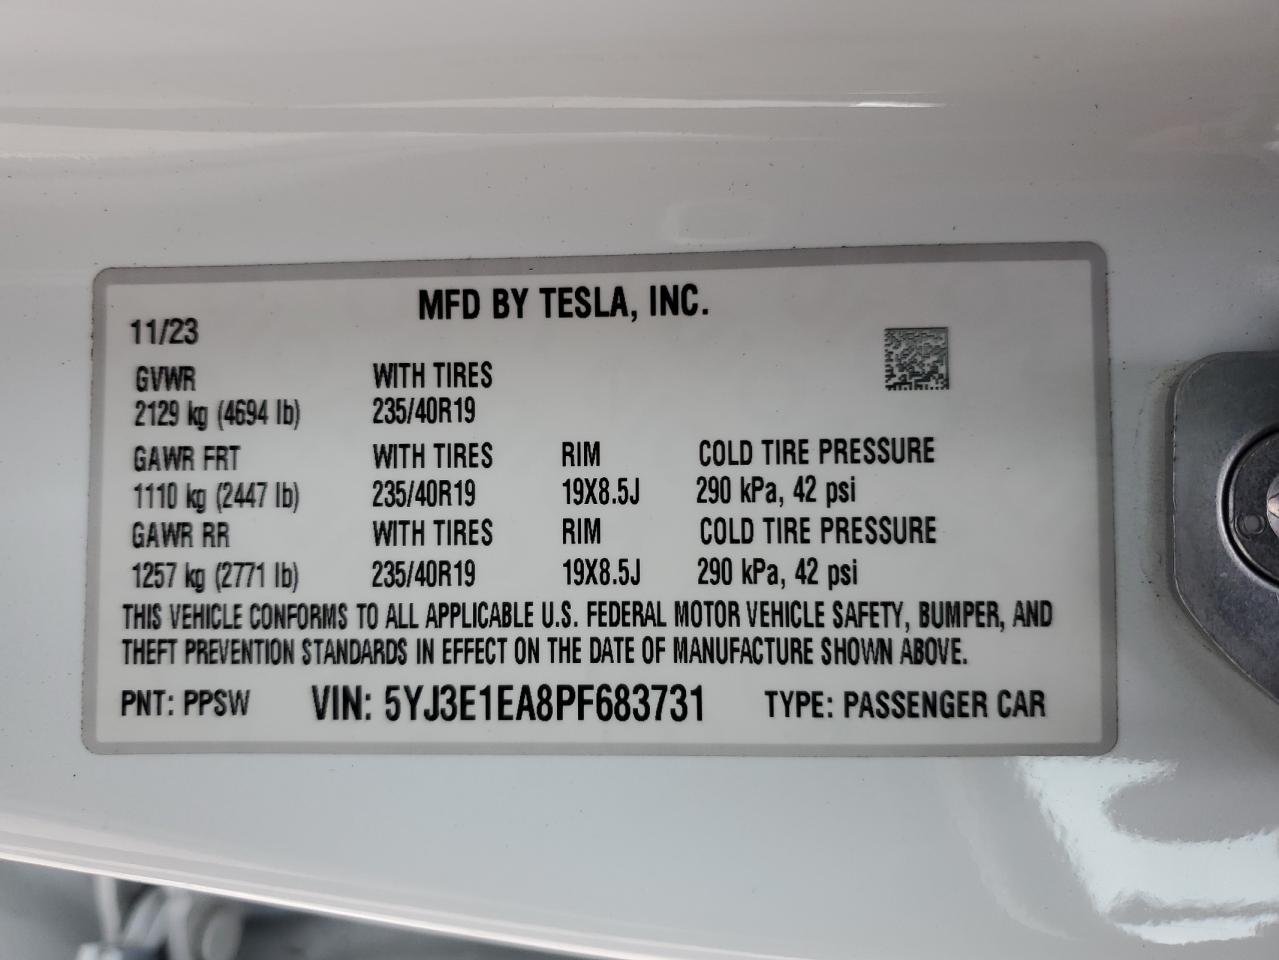 MFD BY TESLA, INC.
11/23
GVWR WITH TIRES
2129 kg (4694 lb) 235/40R19
GAWR FRT WITH TIRES RIM COLD TIRE PRESSURE
1110 kg (2447 lb) 235/40R19 19X8.5J 290 kPa, 42 psi
GAWR RR WITH TIRES RIM COLD TIRE PRESSURE
1257 kg (2771 lb) 235/40R19 19X8.5J 290 kPa, 42 psi
THIS VEHICLE CONFORMS TO ALL APPLICABLE U.S. FEDERAL MOTOR VEHICLE SAFETY, BUMPER, AND
THEFT PREVENTION STANDARDS IN EFFECT ON THE DATE OF MANUFACTURE SHOWN ABOVE.
PNT: PPSW VIN: 5YJ3E1EA8PF683731 TYPE: PASSENGER CAR